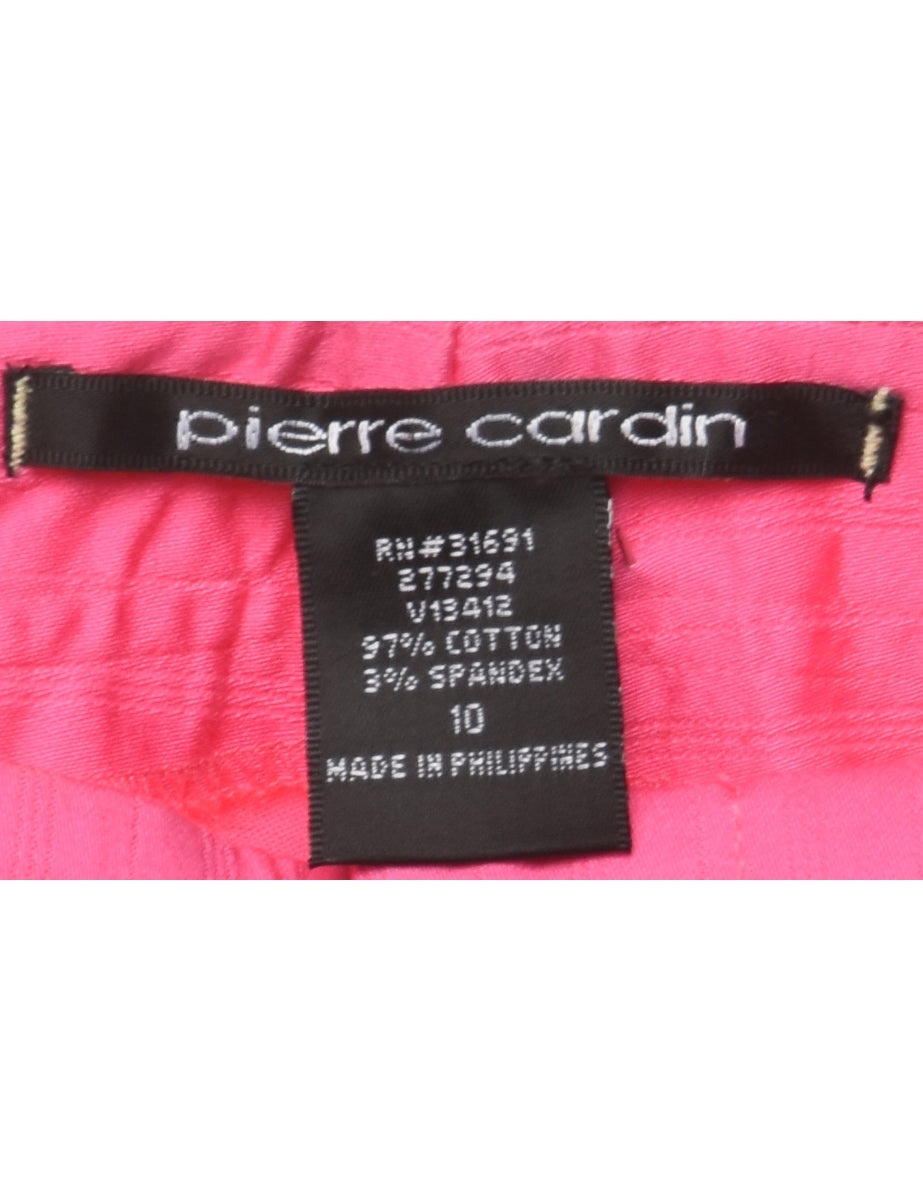 pierre cardin
RN#31691
277294
V13412
97% COTTON
3% SPANDEX
10
MADE IN PHILIPPINES